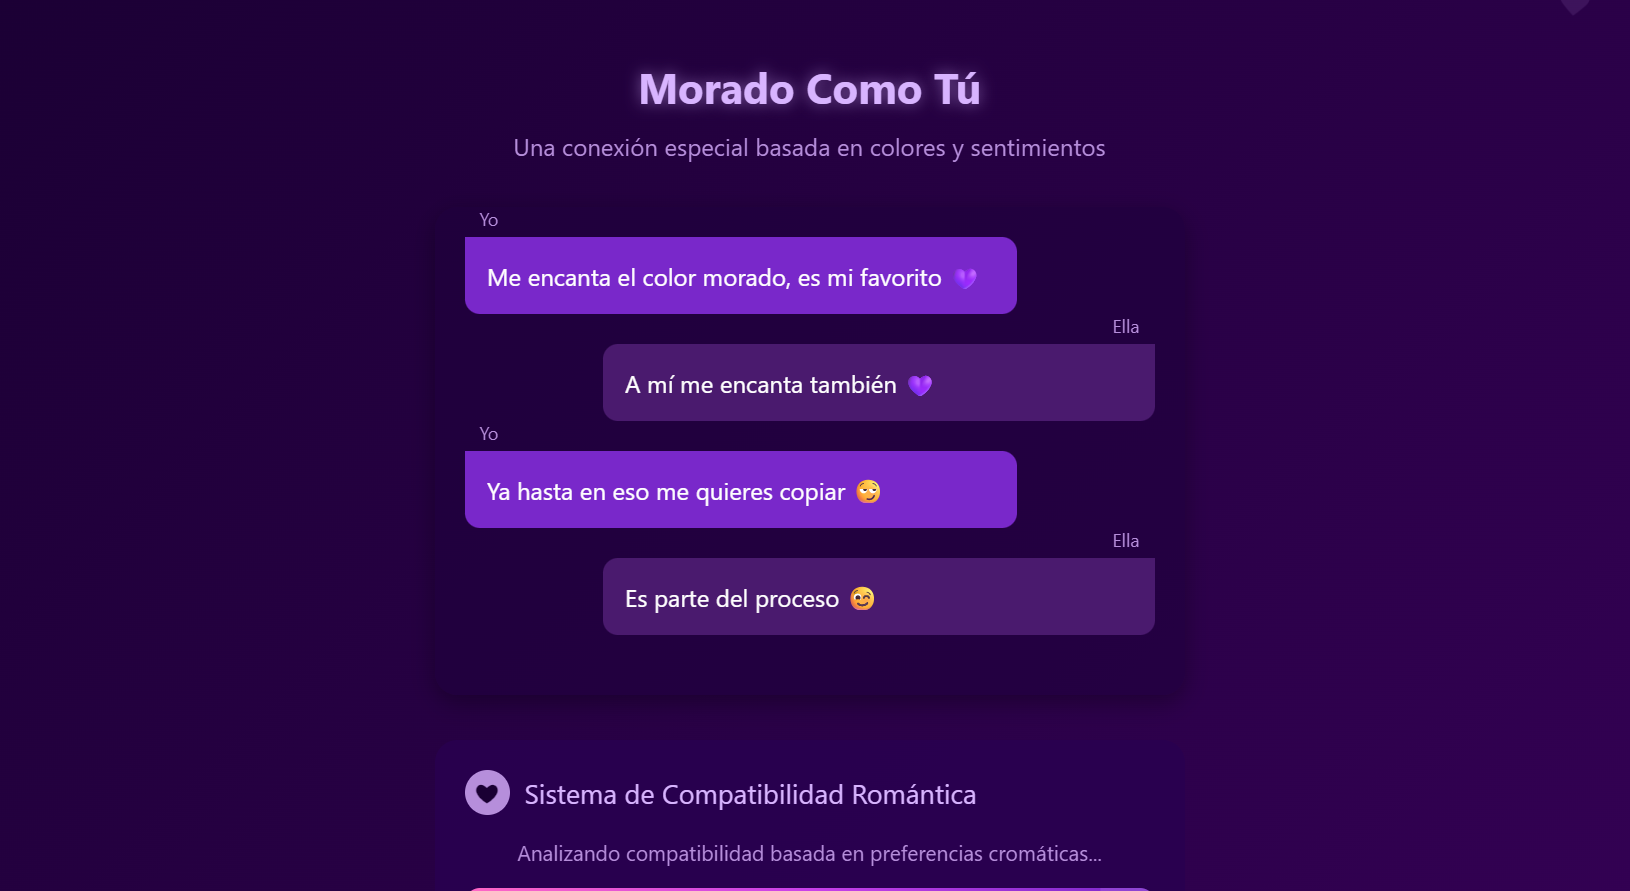 Morado Como Tú
Una conexión especial basada en colores y sentimientos
Yo
Me encanta el color morado, es mi favorito 💜
Ella
A mí me encanta también 💜
Yo
Ya hasta en eso me quieres copiar 🙄
Ella
Es parte del proceso 😉
Sistema de Compatibilidad Romántica
Analizando compatibilidad basada en preferencias cromáticas...